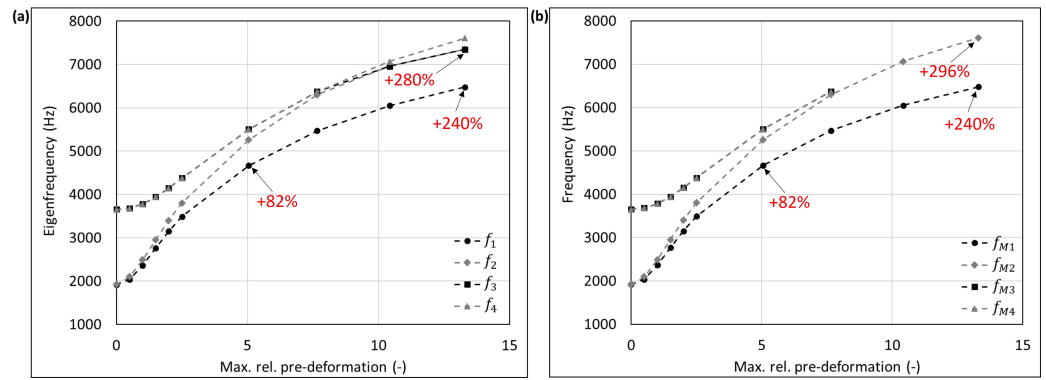 (a)
8000
7000
6000
5000
4000
3000
2000
1000
0
5
10
15
Eigenfrequency (Hz)
Max. rel. pre-deformation (-)
+280%
+240%
+82%
f1
f2
f3
f4
(b)
8000
7000
6000
5000
4000
3000
2000
1000
0
5
10
15
Frequency (Hz)
Max. rel. pre-deformation (-)
+296%
+240%
+82%
fM1
fM2
fM3
fM4